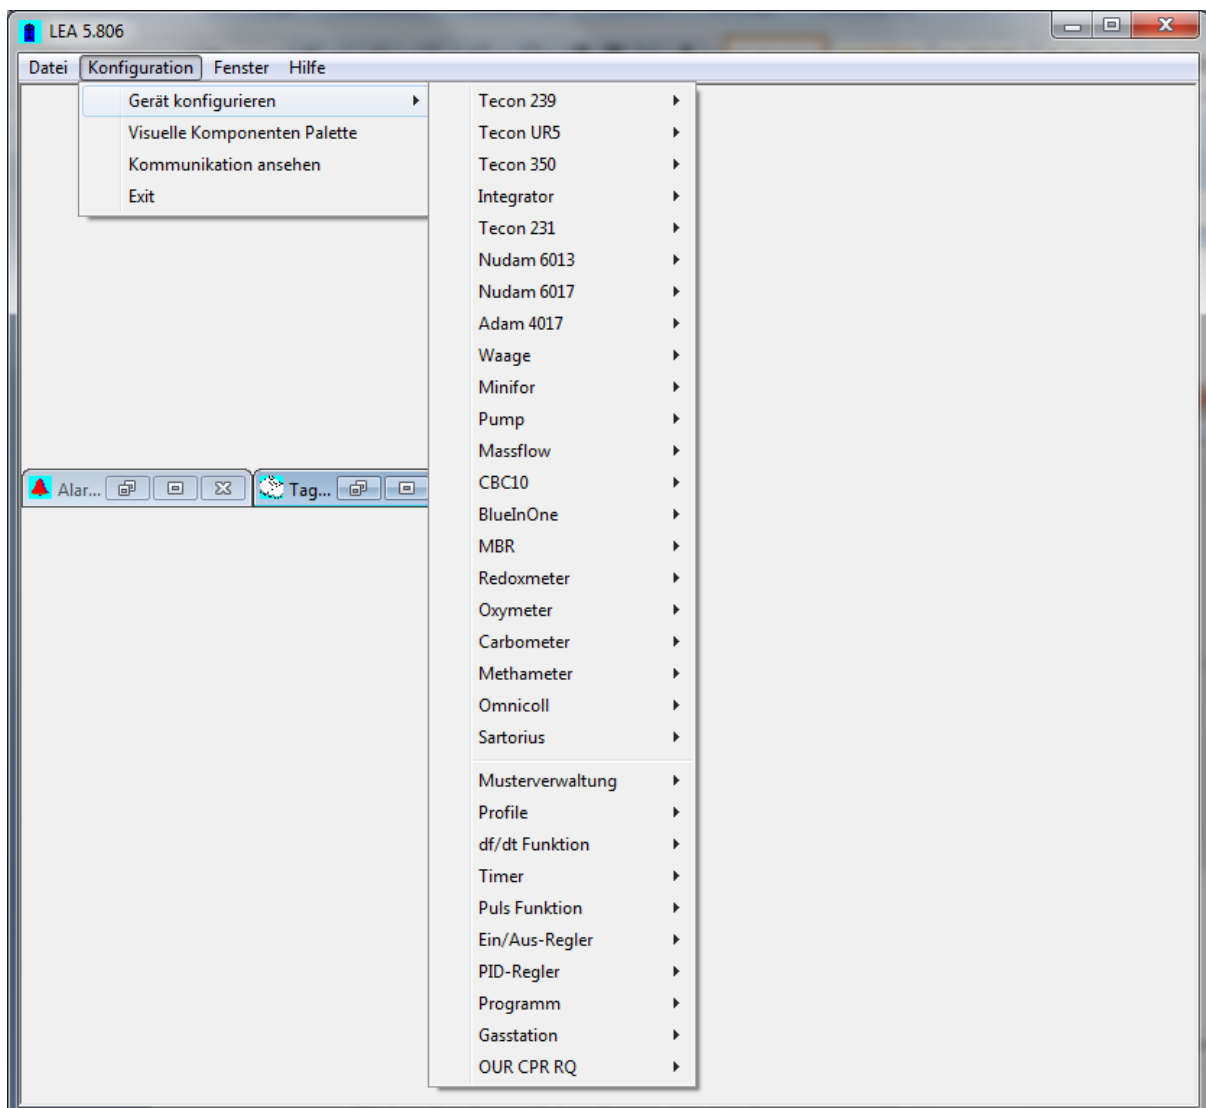 LEA 5.806
Datei Konfiguration Fenster Hilfe
Gerät konfigurieren
Visuelle Komponenten Palette
Kommunikation ansehen
Exit
Tecon 239
Tecon UR5
Tecon 350
Integrator
Tecon 231
Nudam 6013
Nudam 6017
Adam 4017
Waage
Minifor
Pump
Massflow
CBC10
BlueInOne
MBR
Redoxmeter
Oxymeter
Carbometer
Methameter
Omnicoll
Sartorius
Musterverwaltung
Profile
df/dt Funktion
Timer
Puls Funktion
Ein/Aus-Regler
PID-Regler
Programm
Gasstation
OUR CPR RQ
Alar... Tag...